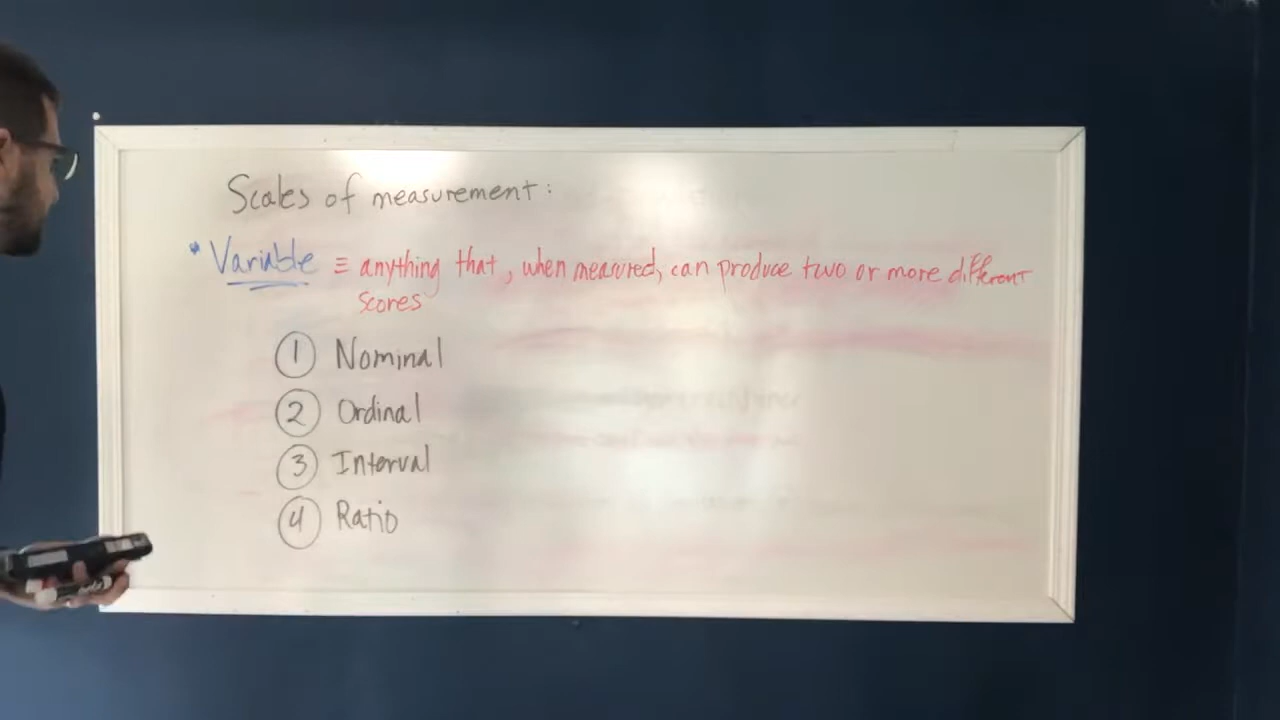 Scales of measurement:
* Variable ≡ anything that, when measured, can produce two or more different
scores
① Nominal
② Ordinal
③ Interval
④ Ratio